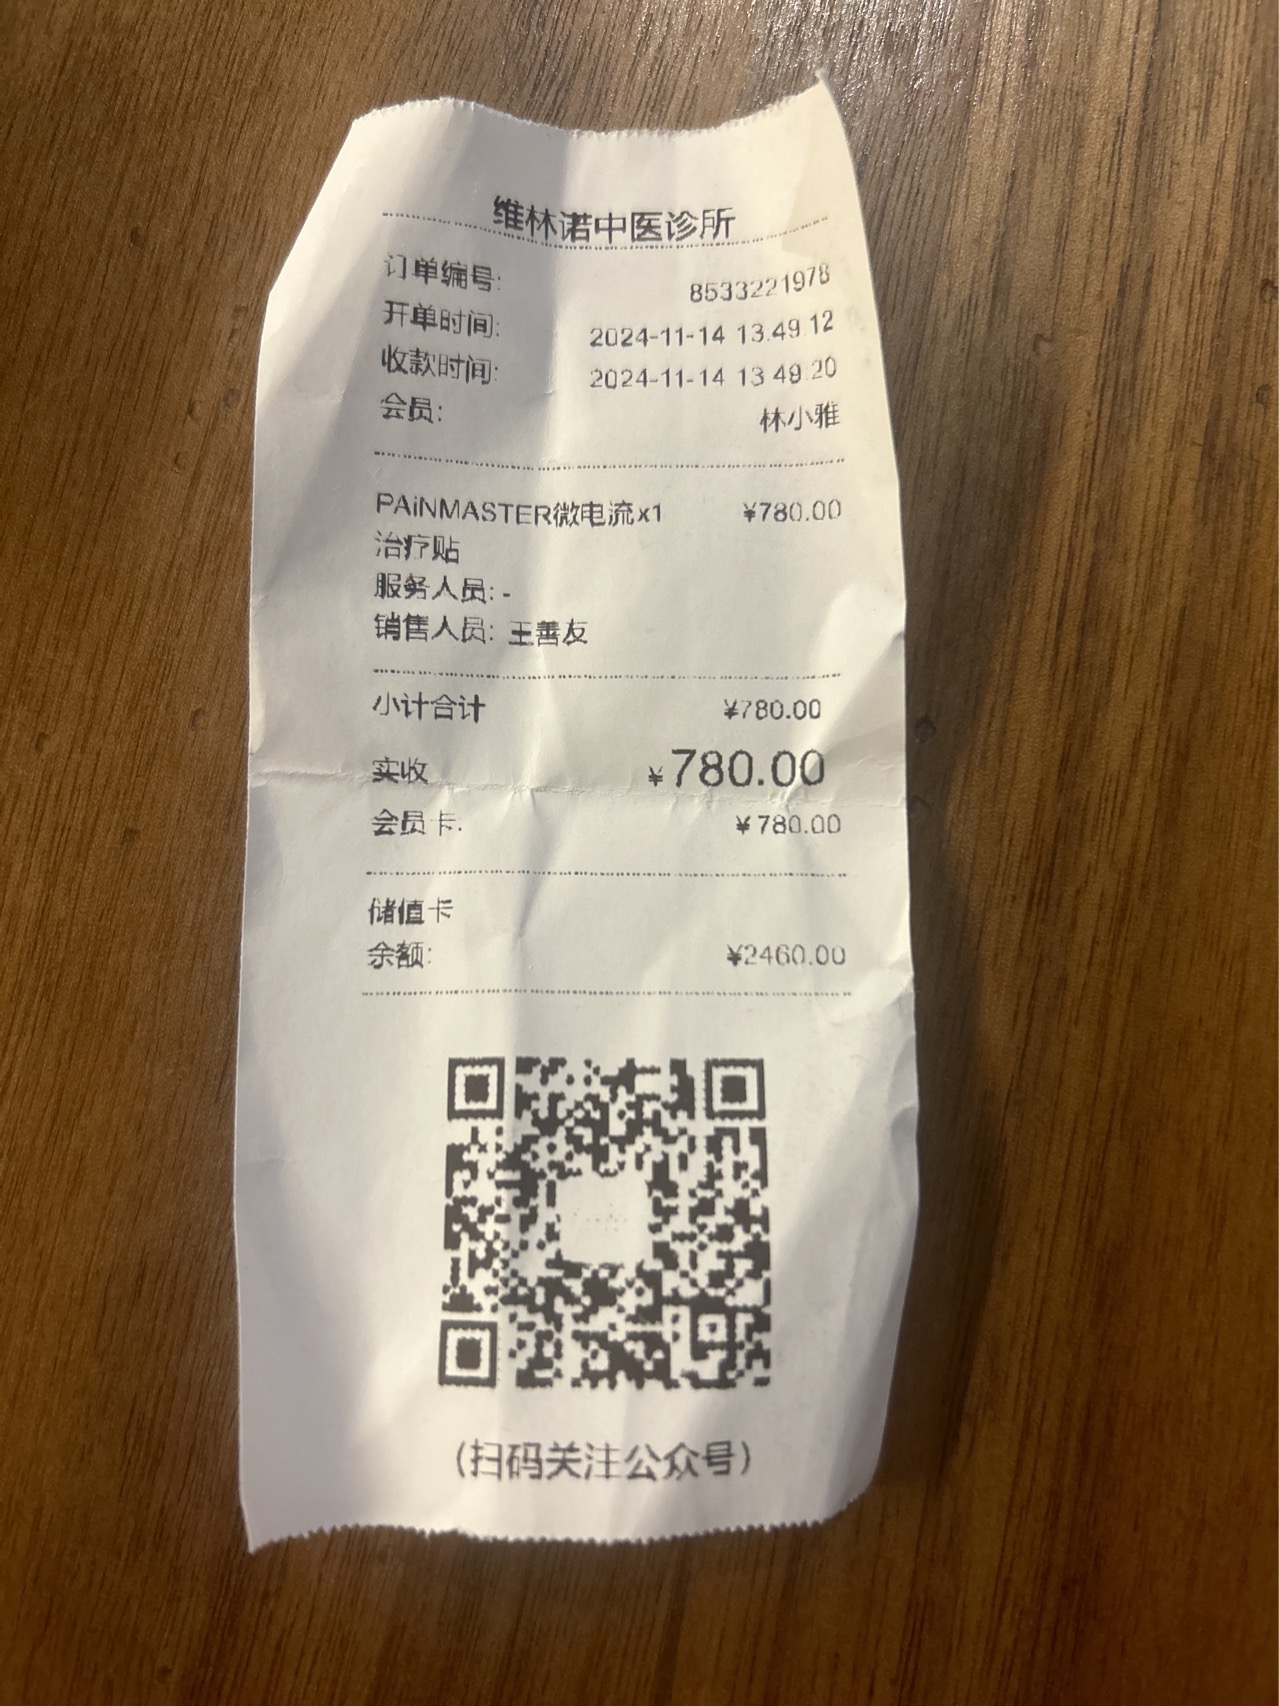 维林诺中医诊所
订单编号: 8533221978
开单时间: 2024-11-14 13:49:12
收款时间: 2024-11-14 13:49:20
会员: 林小雅
PAiNMASTER微电流x1 ¥780.00
治疗贴
服务人员: -
销售人员: 王善友
小计合计 ¥780.00
实收 ¥780.00
会员卡: ¥780.00
储值卡
余额: ¥2460.00
(扫码关注公众号)